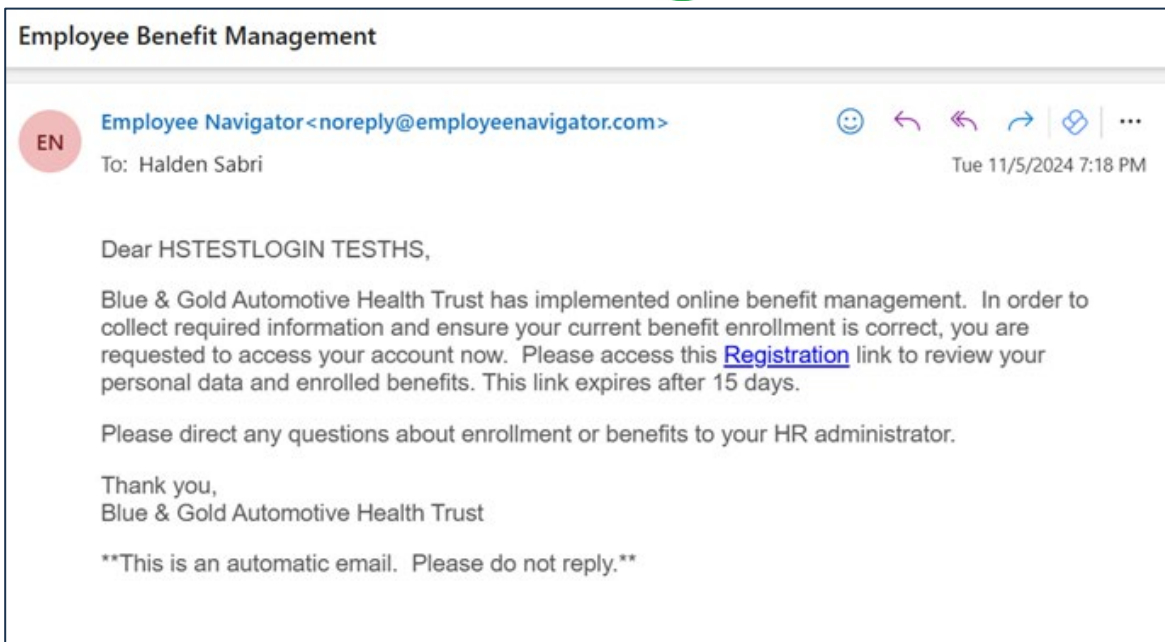 Employee Benefit Management
EN
Employee Navigator<noreply@employeenavigator.com>
To: Halden Sabri
Tue 11/5/2024 7:18 PM
Dear HSTESTLOGIN TESTHS,
Blue & Gold Automotive Health Trust has implemented online benefit management.  In order to
collect required information and ensure your current benefit enrollment is correct, you are
requested to access your account now.  Please access this Registration link to review your
personal data and enrolled benefits. This link expires after 15 days.
Please direct any questions about enrollment or benefits to your HR administrator.
Thank you,
Blue & Gold Automotive Health Trust
**This is an automatic email.  Please do not reply.**